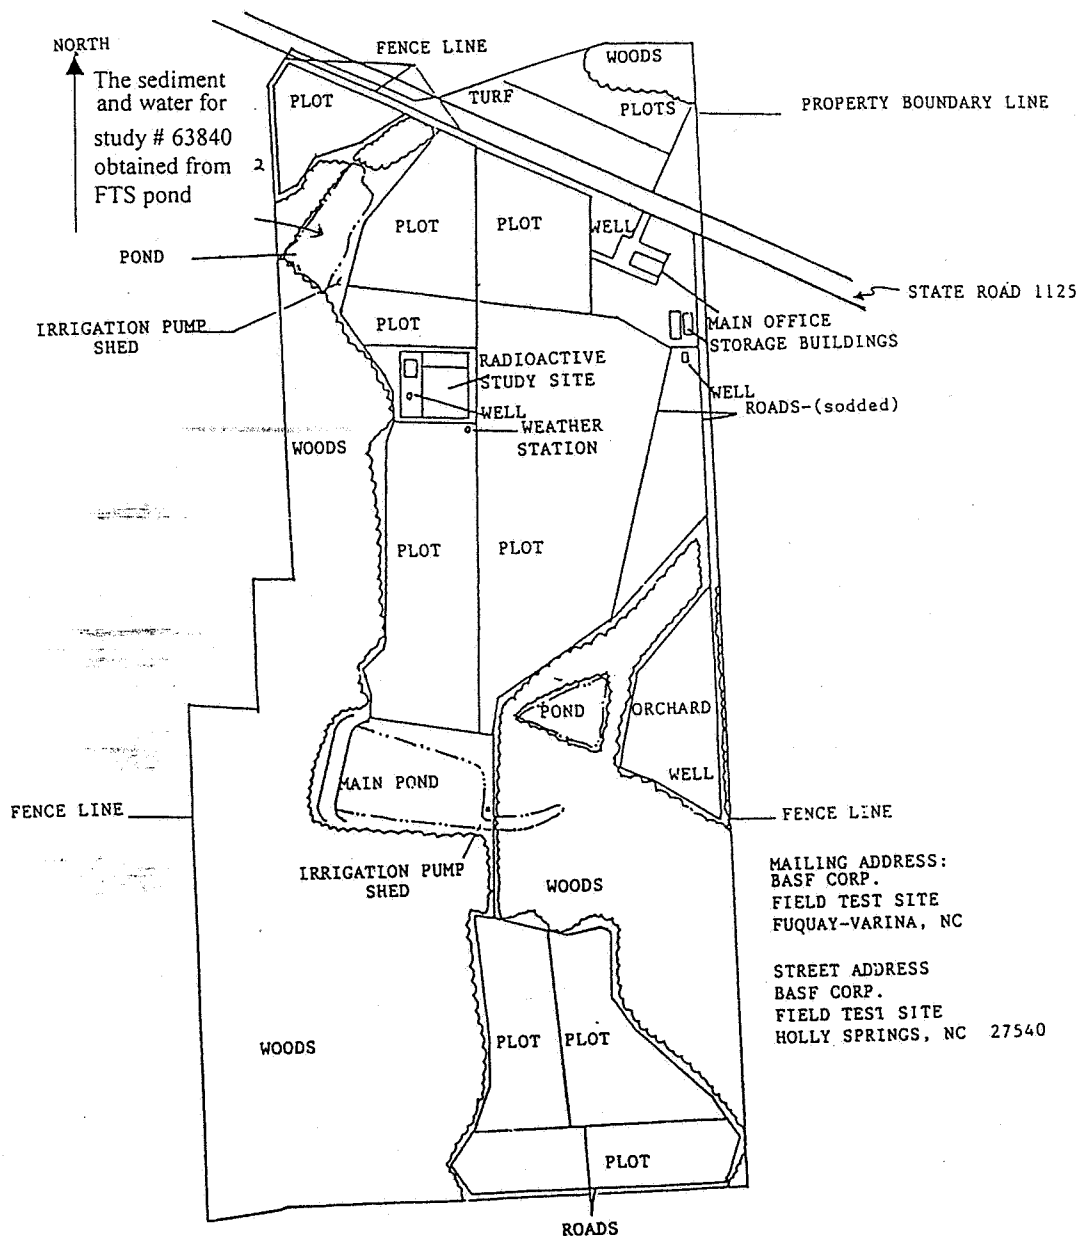 NORTH
FENCE LINE
WOODS
The sediment
and water for
study # 63840
obtained from 2
FTS pond
PLOT
TURF
PLOTS
PROPERTY BOUNDARY LINE
PLOT
PLOT
WELL
POND
STATE ROAD 1125
IRRIGATION PUMP
SHED
PLOT
MAIN OFFICE
STORAGE BUILDINGS
RADIOACTIVE
STUDY SITE
WELL
WELL
ROADS-(sodded)
WEATHER
STATION
WOODS
PLOT
PLOT
POND
ORCHARD
WELL
MAIN POND
FENCE LINE
FENCE LINE
IRRIGATION PUMP
SHED
WOODS
MAILING ADDRESS:
BASF CORP.
FIELD TEST SITE
FUQUAY-VARINA, NC
STREET ADDRESS
BASF CORP.
FIELD TEST SITE
HOLLY SPRINGS, NC 27540
WOODS
PLOT
PLOT
PLOT
ROADS